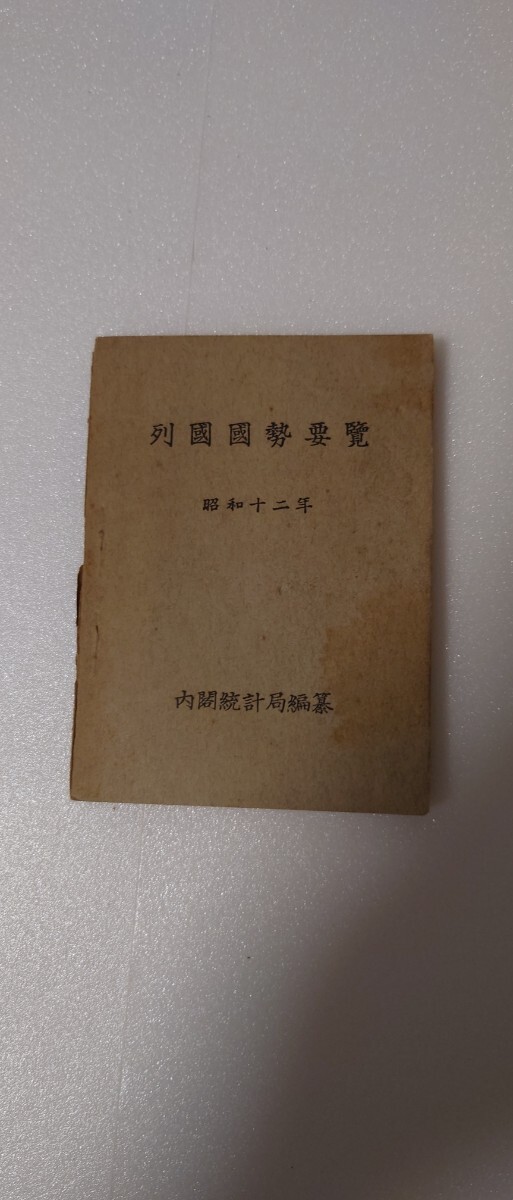 列國國勢要覽
昭和十二年
内閣統計局編纂